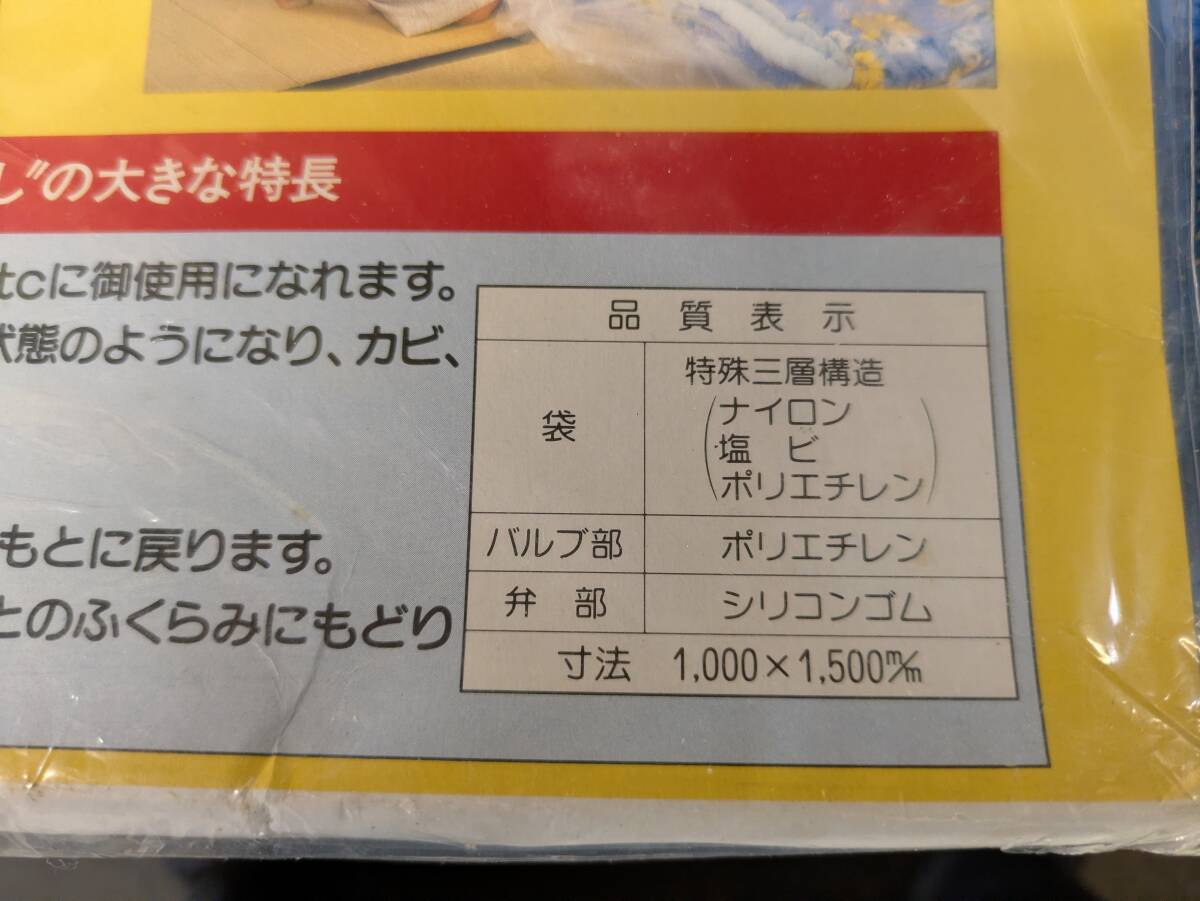 し"の大きな特長
tcに御使用になれます。
状態のようになり、カビ、
もとに戻ります。
とのふくらみにもどり
品質表示
袋
特殊三層構造
(ナイロン
塩ビ
ポリエチレン)
バルブ部 ポリエチレン
弁部 シリコンゴム
寸法 1,000×1,500m/m